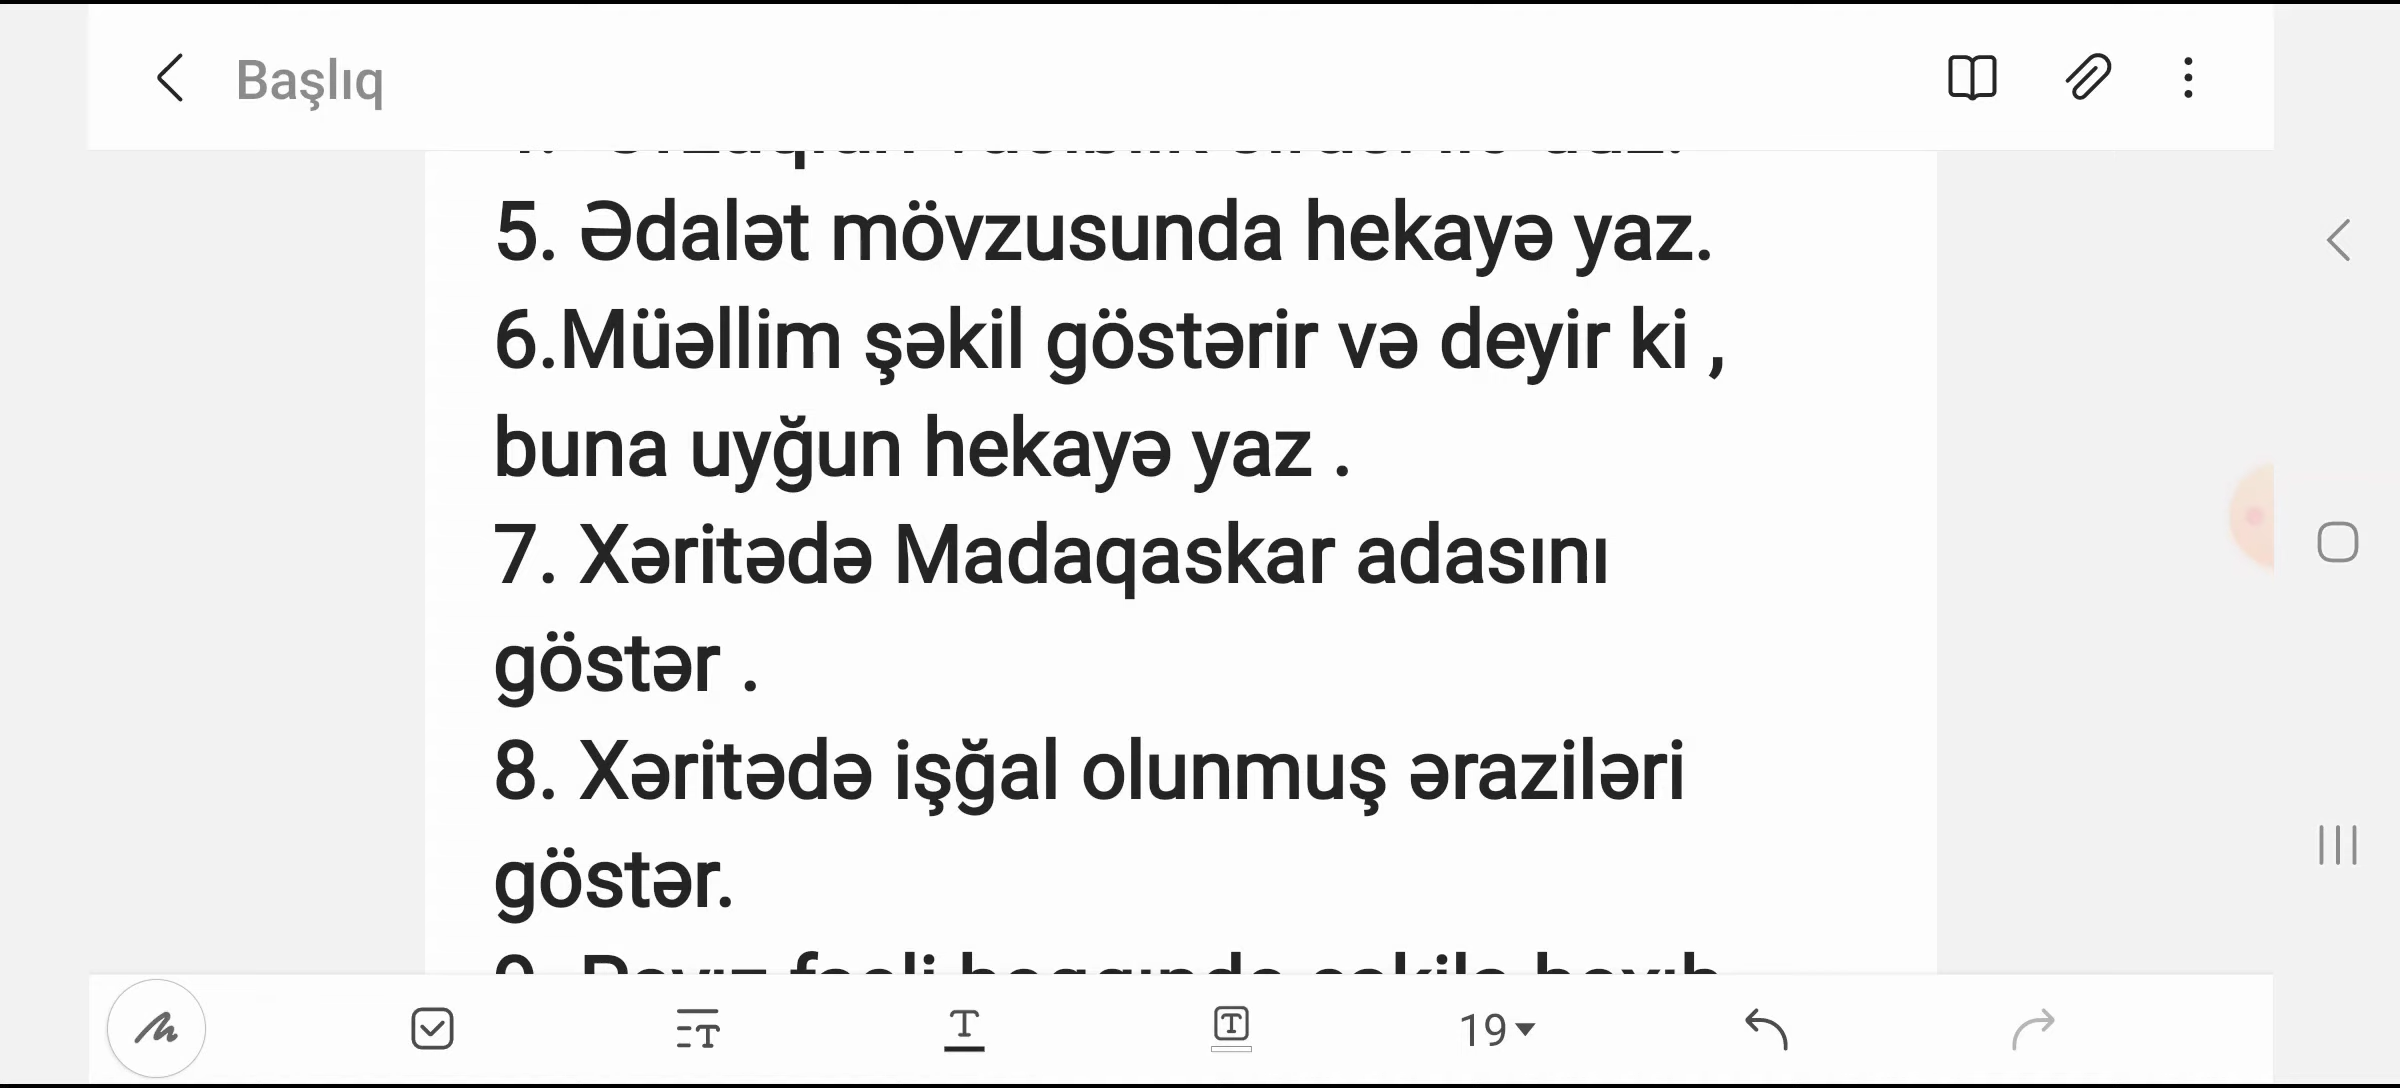 Başlıq
5. Ədalət mövzusunda hekayə yaz.
6.Müəllim şəkil göstərir və deyir ki ,
buna uyğun hekayə yaz .
7. Xəritədə Madaqaskar adasını
göstər .
8. Xəritədə işğal olunmuş əraziləri
göstər.
19